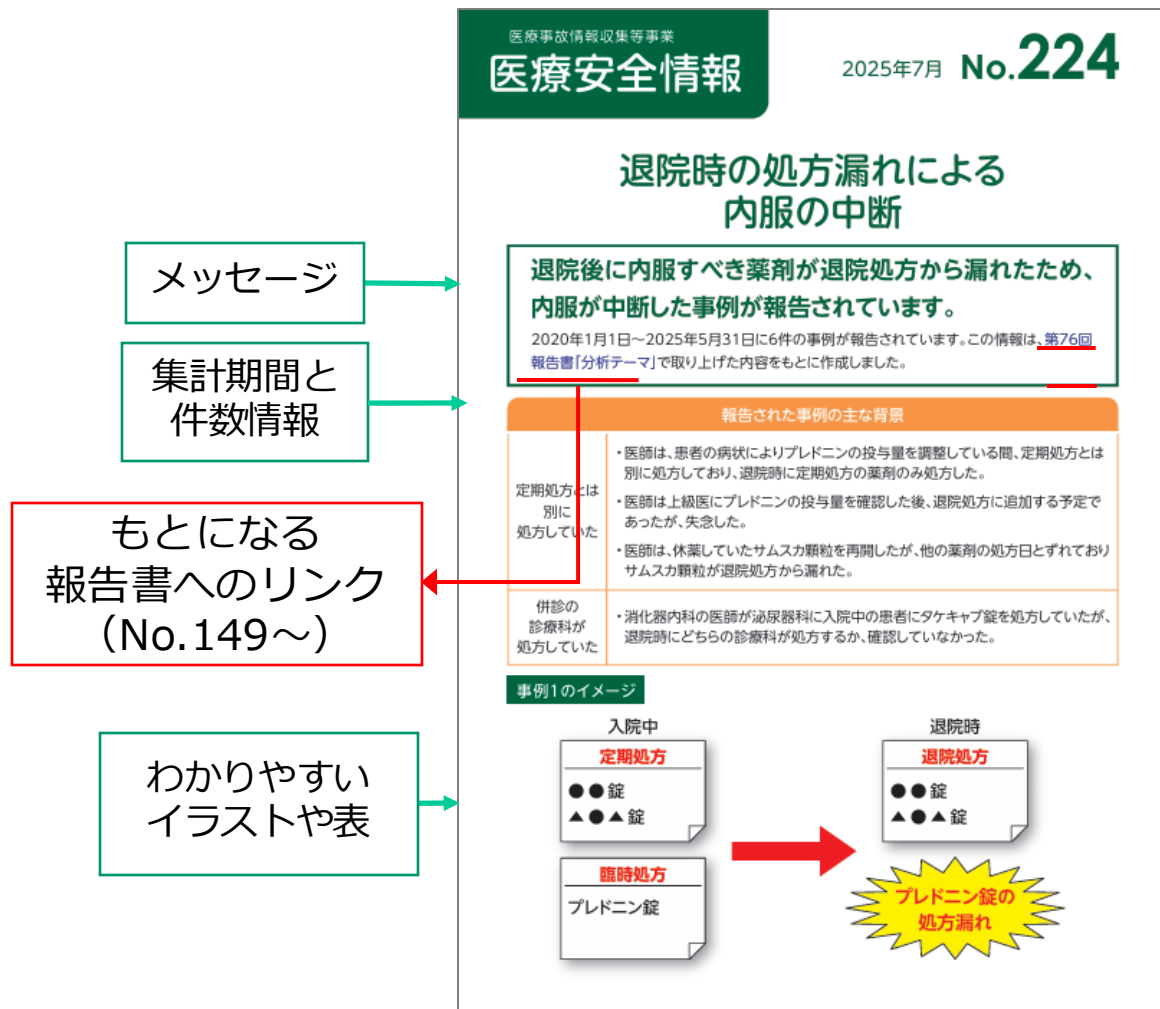 医療事故情報収集等事業
医療安全情報
2025年7月 No.224
退院時の処方漏れによる
内服の中断
メッセージ
退院後に内服すべき薬剤が退院処方から漏れたため、
内服が中断した事例が報告されています。
集計期間と
件数情報
2020年1月1日～2025年5月31日に6件の事例が報告されています。この情報は、第76回
報告書「分析テーマ」で取り上げた内容をもとに作成しました。
もとになる
報告書へのリンク
（No.149～）
報告された事例の主な背景
定期処方とは
別に
処方していた
・医師は、患者の病状によりプレドニンの投与量を調整している間、定期処方とは
別に処方しており、退院時に定期処方の薬剤のみ処方した。
・医師は上級医にプレドニンの投与量を確認した後、退院処方に追加する予定で
あったが、失念した。
・医師は、休薬していたサムスカ顆粒を再開したが、他の薬剤の処方日とずれており
サムスカ顆粒が退院処方から漏れた。
併診の
診療科が
処方していた
・消化器内科の医師が泌尿器科に入院中の患者にタケキャブ錠を処方していたが、
退院時にどちらの診療科が処方するか、確認していなかった。
わかりやすい
イラストや表
事例1のイメージ
入院中
定期処方
●●錠
▲●▲錠
臨時処方
プレドニン錠
退院時
退院処方
●●錠
▲●▲錠
プレドニン錠の
処方漏れ